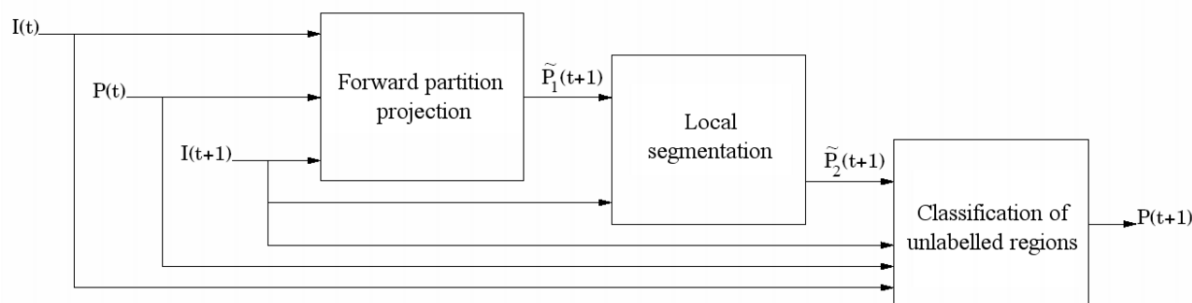 I(t)
P(t)
I(t+1)
Forward partition
projection
P̃₁(t+1)
Local
segmentation
P̃₂(t+1)
Classification of
unlabelled regions
P(t+1)